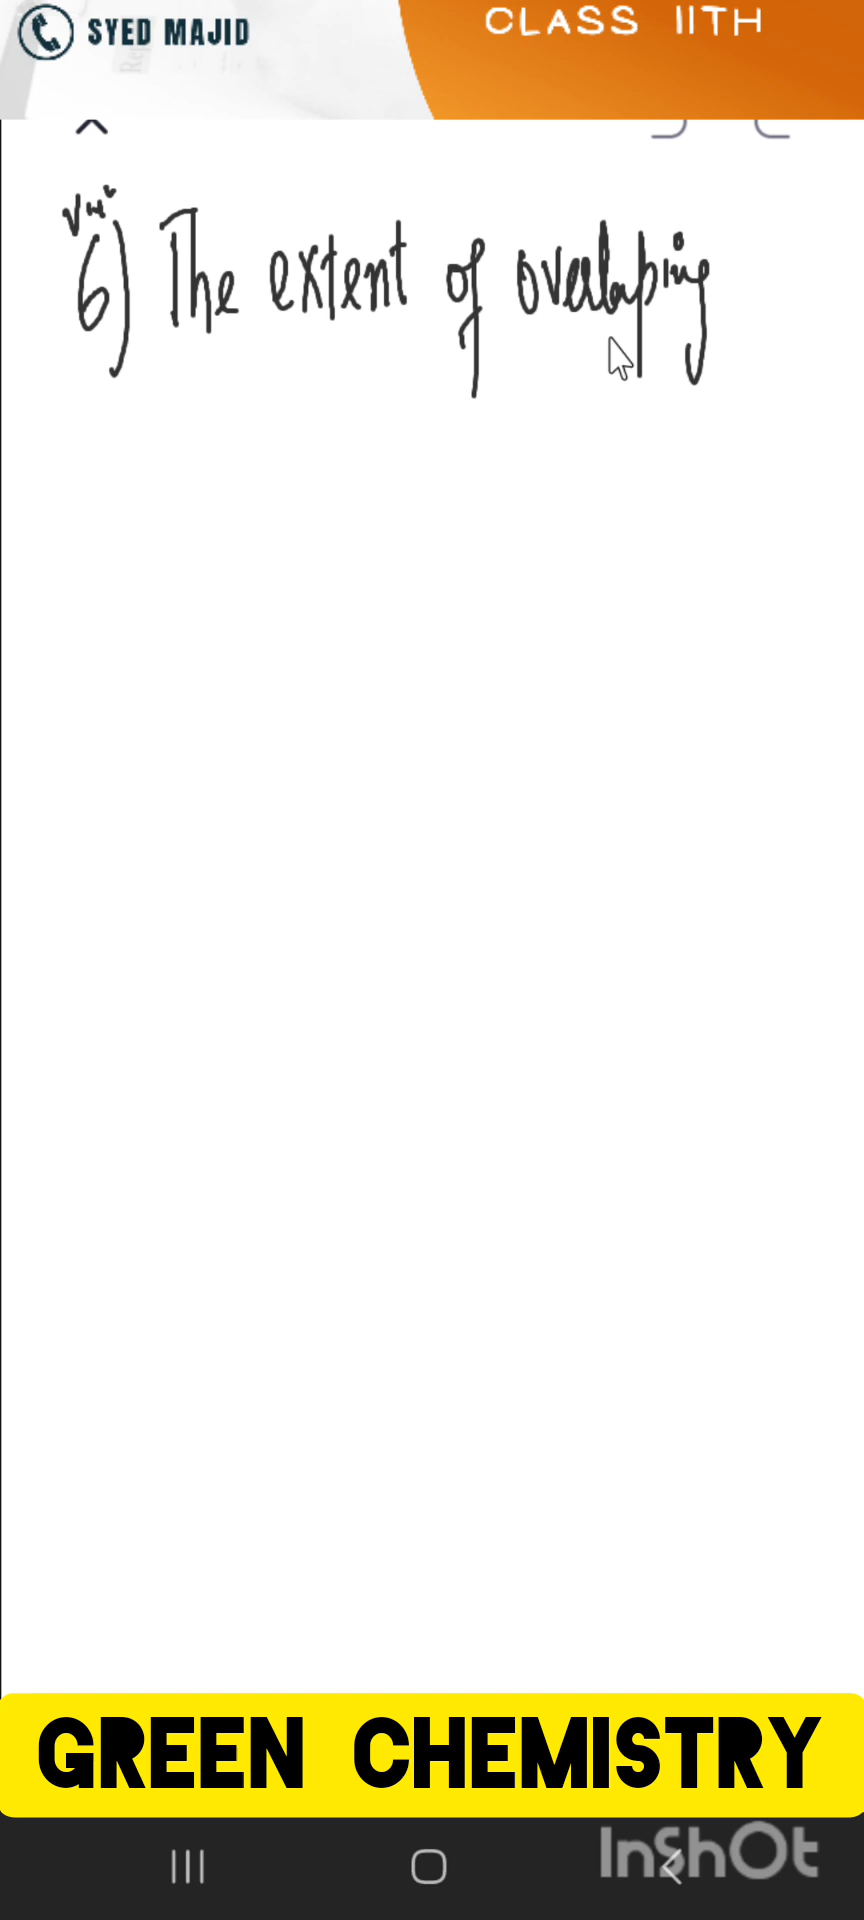 SYED MAJID
CLASS 11TH
6) The extent of overlaping
GREEN CHEMISTRY
InShOt